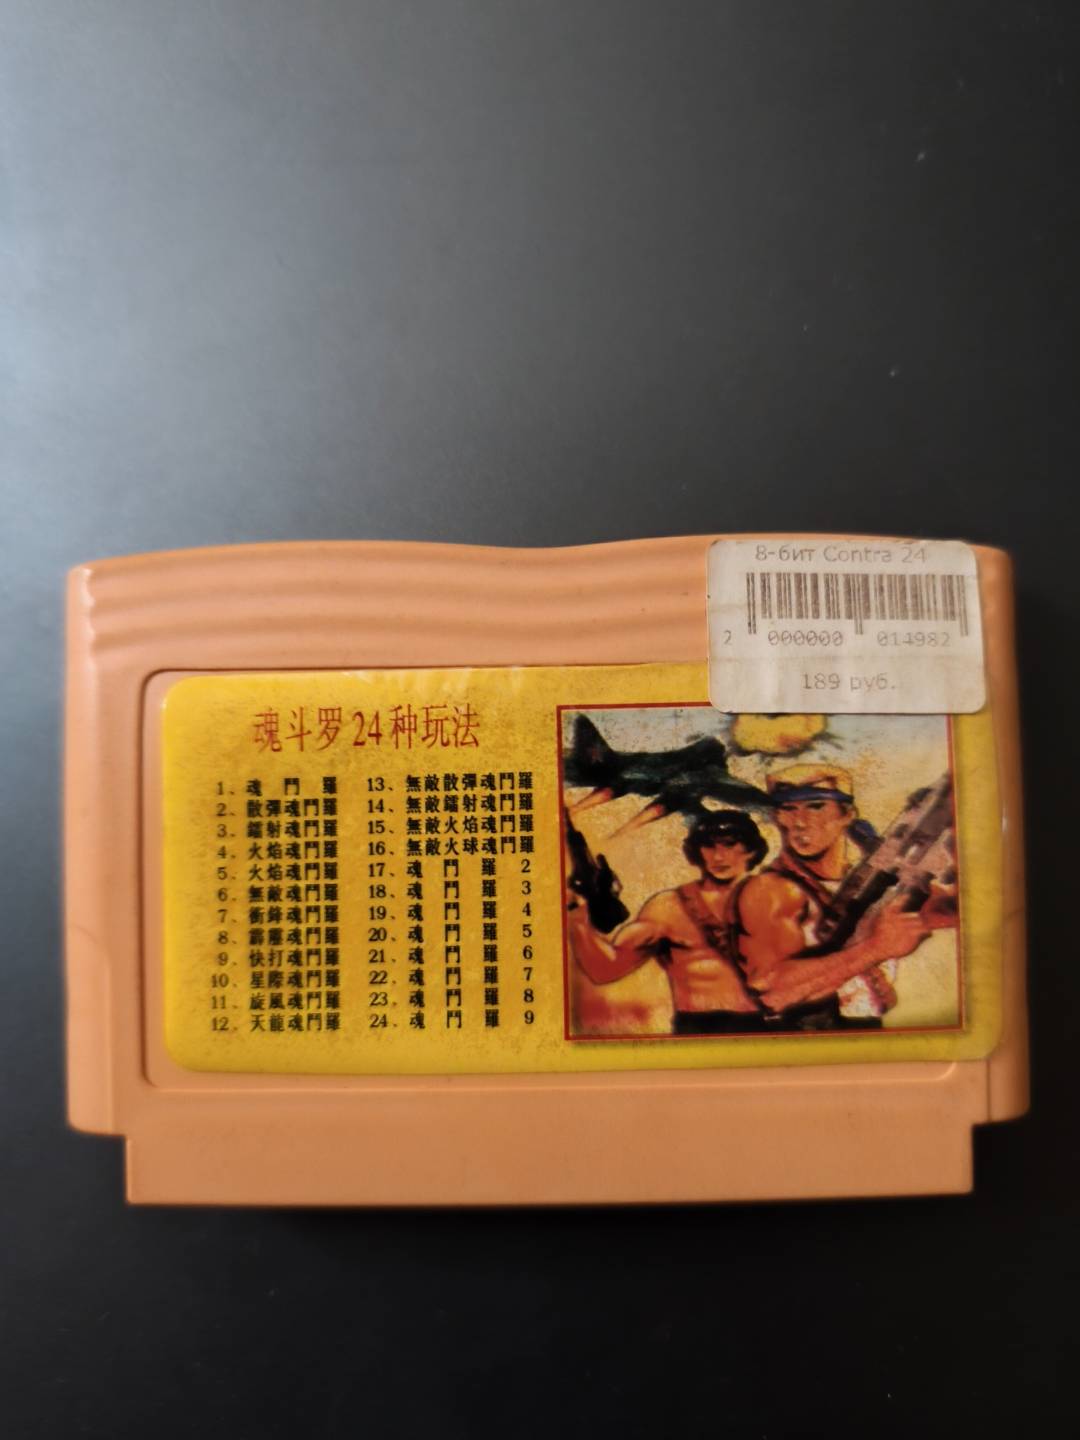 8-бит Contra 24
2 000000 014982
189 руб.
魂斗罗24种玩法
1、魂鬥羅
2、散彈魂鬥羅
3、鐳射魂鬥羅
4、火焰魂鬥羅
5、火焰魂鬥羅
6、無敵魂鬥羅
7、衝鋒魂鬥羅
8、霹靂魂鬥羅
9、快打魂鬥羅
10、星際魂鬥羅
11、旋風魂鬥羅
12、天龍魂鬥羅
13、無敵散彈魂鬥羅
14、無敵鐳射魂鬥羅
15、無敵火焰魂鬥羅
16、無敵火球魂鬥羅
17、魂鬥羅2
18、魂鬥羅3
19、魂鬥羅4
20、魂鬥羅5
21、魂鬥羅6
22、魂鬥羅7
23、魂鬥羅8
24、魂鬥羅9